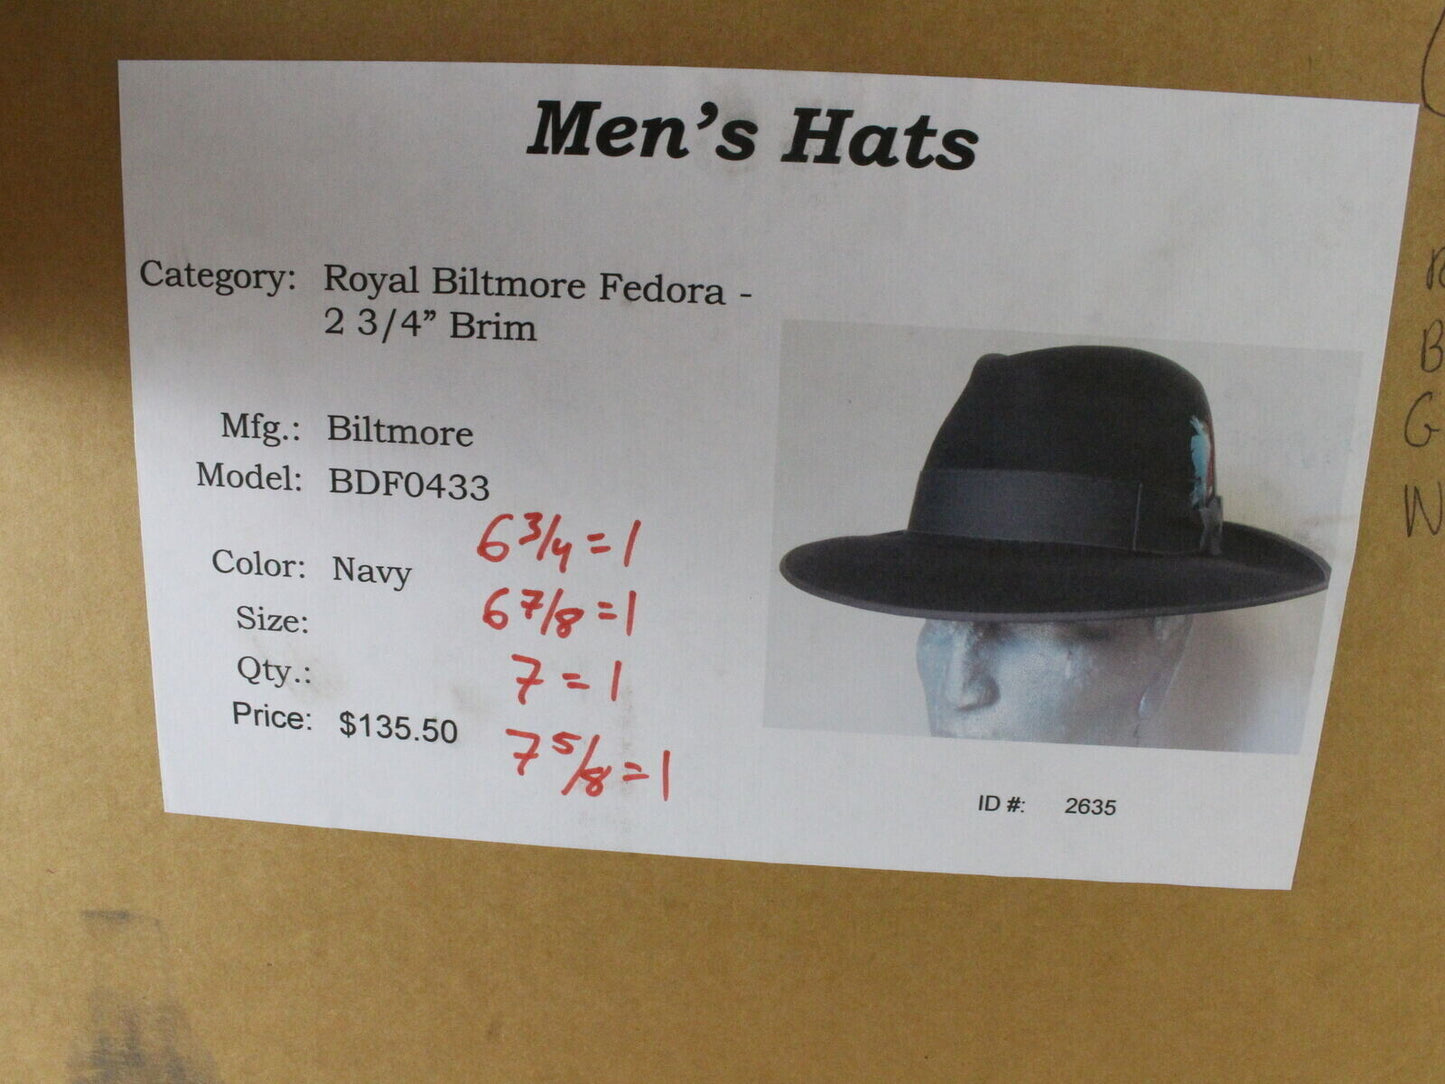 Men's Hats
Category: Royal Biltmore Fedora -
2 3/4” Brim
Mfg.: Biltmore
Model: BDF0433
6 3/4 = 1
Color: Navy
6 7/8 = 1
Size:
Qty.:
7 = 1
Price: $135.50
7 5/8 = 1
ID #: 2635
B
G
W